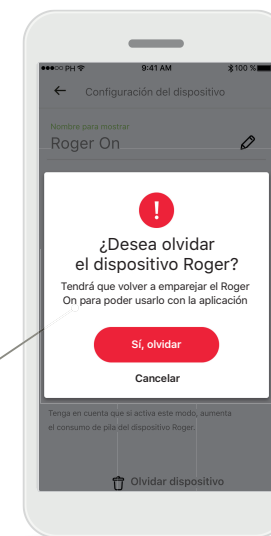 PH 9:41 AM 100 %
Configuración del dispositivo
Nombre para mostrar
Roger On
!
¿Desea olvidar
el dispositivo Roger?
Tendrá que volver a emparejar el Roger
On para poder usarlo con la aplicación
Sí, olvidar
Cancelar
Tenga en cuenta que si activa este modo, aumenta
el consumo de pila del dispositivo Roger.
Olvidar dispositivo